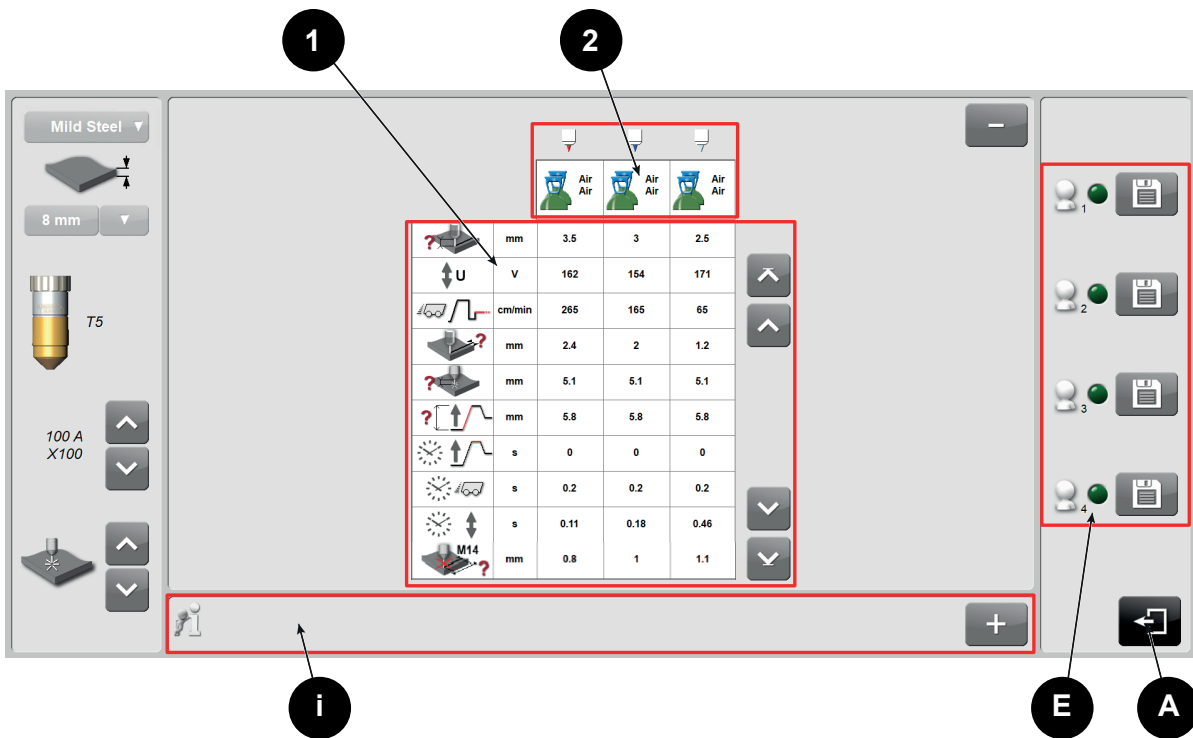 1
2
Mild Steel
8 mm
T5
100 A
X100
Air
Air
Air
Air
Air
Air
? mm 3.5 3 2.5
U V 162 154 171
cm/min 265 165 65
? mm 2.4 2 1.2
? mm 5.1 5.1 5.1
? mm 5.8 5.8 5.8
s 0 0 0
s 0.2 0.2 0.2
s 0.11 0.18 0.46
M14 ? mm 0.8 1 1.1
1
2
3
4
i
i
E
A